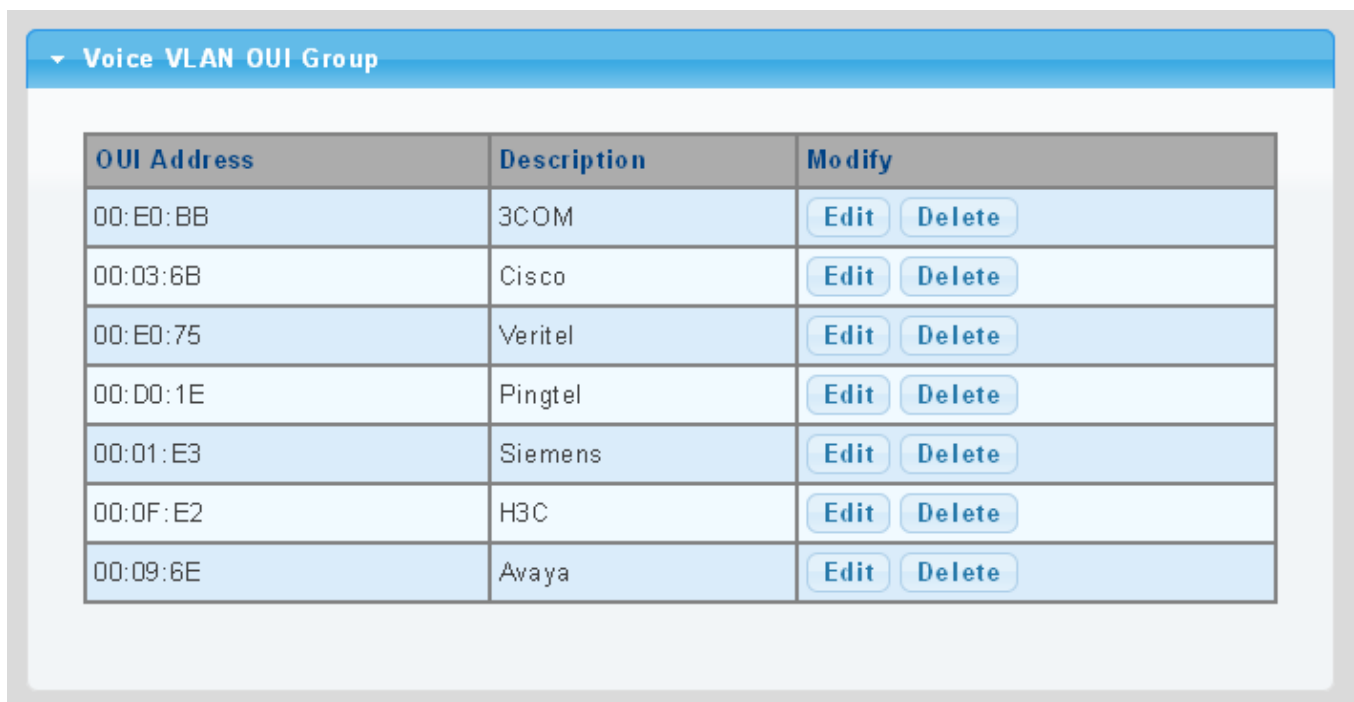 Voice VLAN OUI Group
OUI Address Description Modify
00:E0:BB 3COM Edit Delete
00:03:6B Cisco Edit Delete
00:E0:75 Veritel Edit Delete
00:D0:1E Pingtel Edit Delete
00:01:E3 Siemens Edit Delete
00:0F:E2 H3C Edit Delete
00:09:6E Avaya Edit Delete